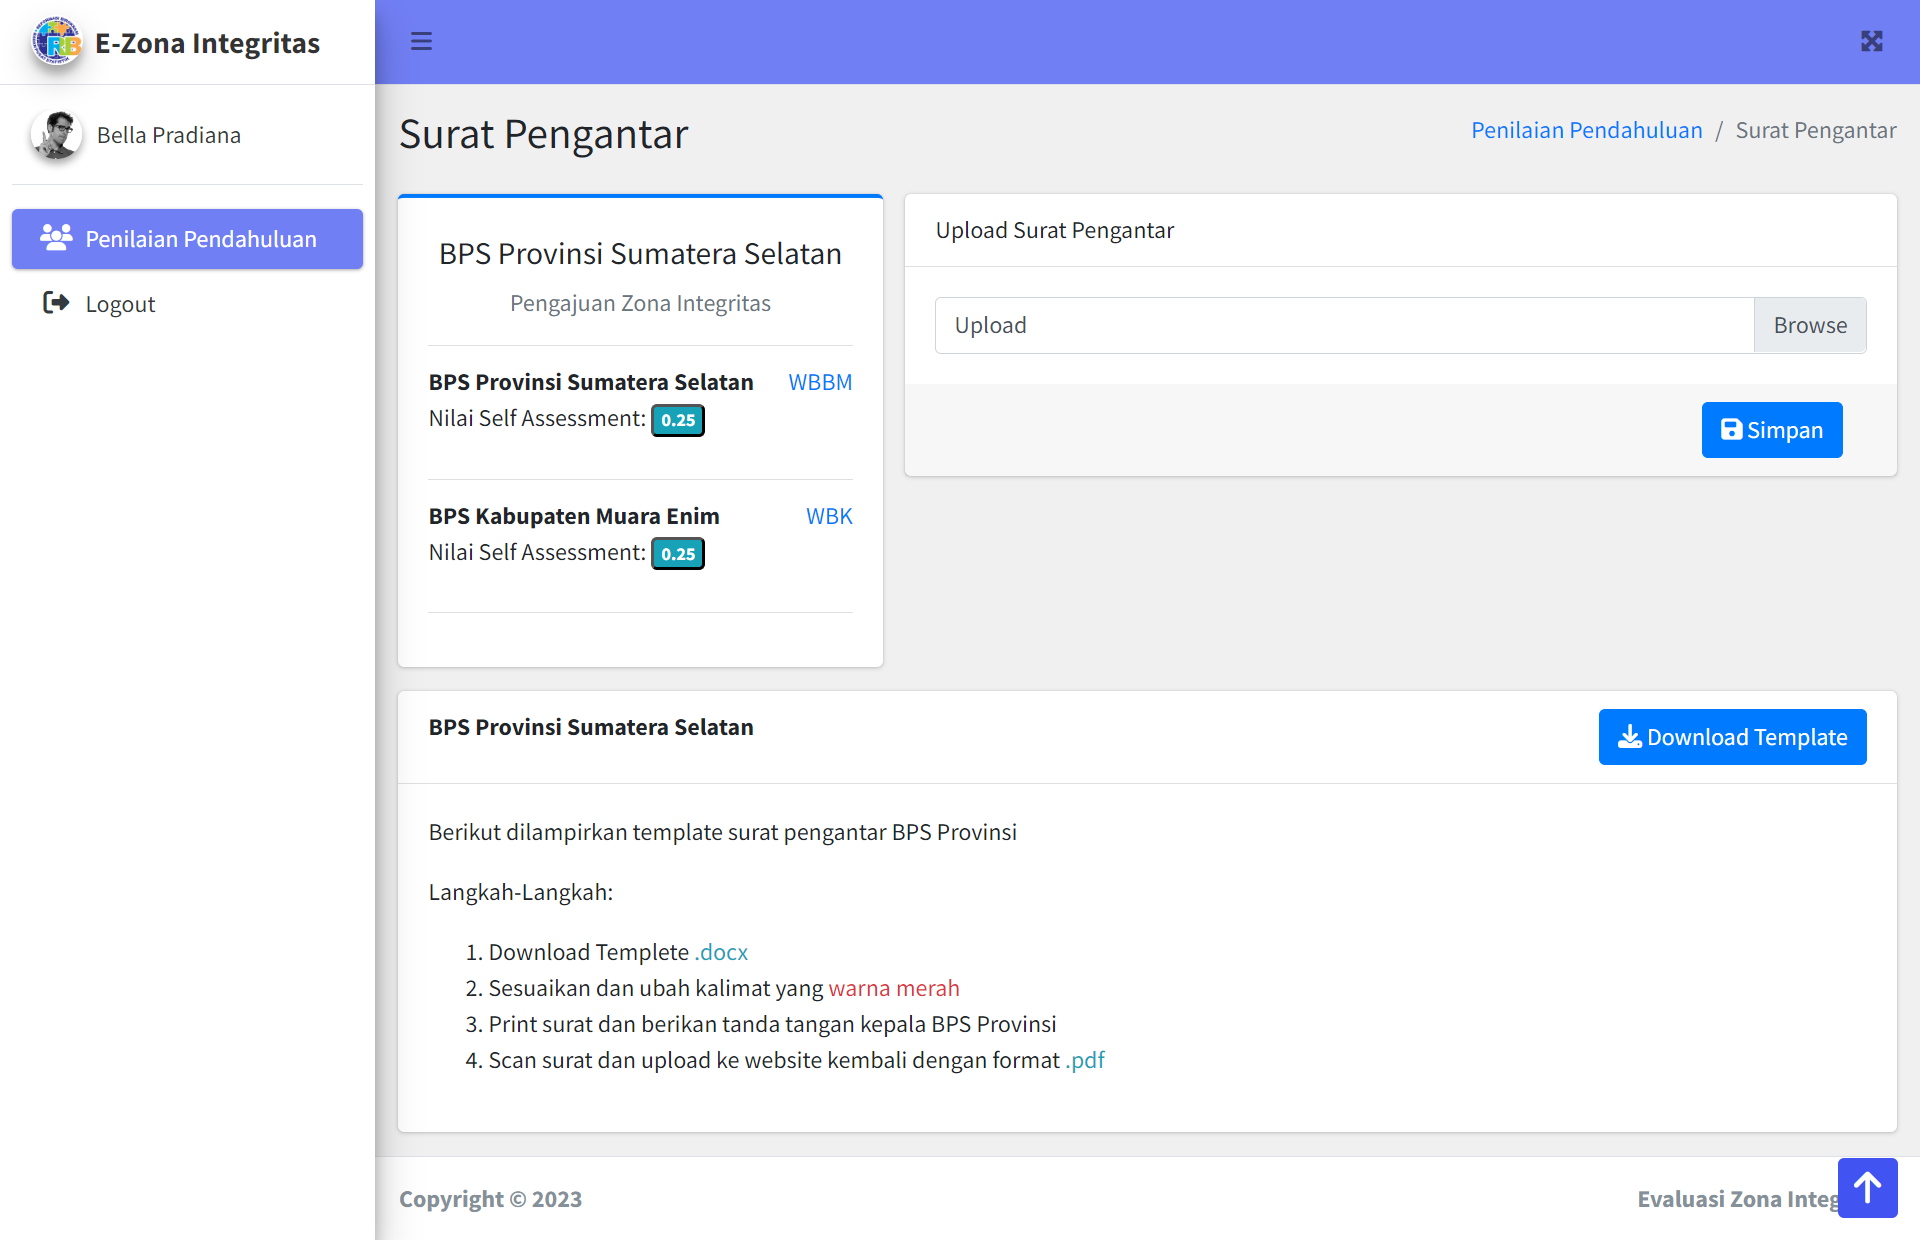 E-Zona Integritas
Bella Pradiana
Penilaian Pendahuluan
Logout
Surat Pengantar
Penilaian Pendahuluan / Surat Pengantar
BPS Provinsi Sumatera Selatan
Pengajuan Zona Integritas
BPS Provinsi Sumatera Selatan WBBM
Nilai Self Assessment: 0.25
BPS Kabupaten Muara Enim WBK
Nilai Self Assessment: 0.25
Upload Surat Pengantar
Upload Browse
Simpan
BPS Provinsi Sumatera Selatan
Download Template
Berikut dilampirkan template surat pengantar BPS Provinsi
Langkah-Langkah:
1. Download Templete .docx
2. Sesuaikan dan ubah kalimat yang warna merah
3. Print surat dan berikan tanda tangan kepala BPS Provinsi
4. Scan surat dan upload ke website kembali dengan format .pdf
Copyright © 2023
Evaluasi Zona Integ